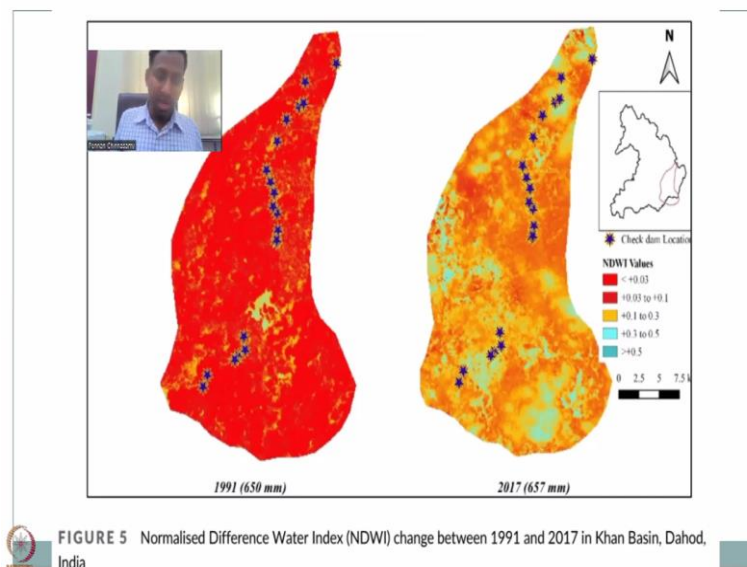 N
Check dam Location
NDWI Values
< +0.03
+0.03 to +0.1
+0.1 to 0.3
+0.3 to 0.5
>+0.5
0 2.5 5 7.5 k
1991 (650 mm)
2017 (657 mm)
FIGURE 5 Normalised Difference Water Index (NDWI) change between 1991 and 2017 in Khan Basin, Dahod,
India